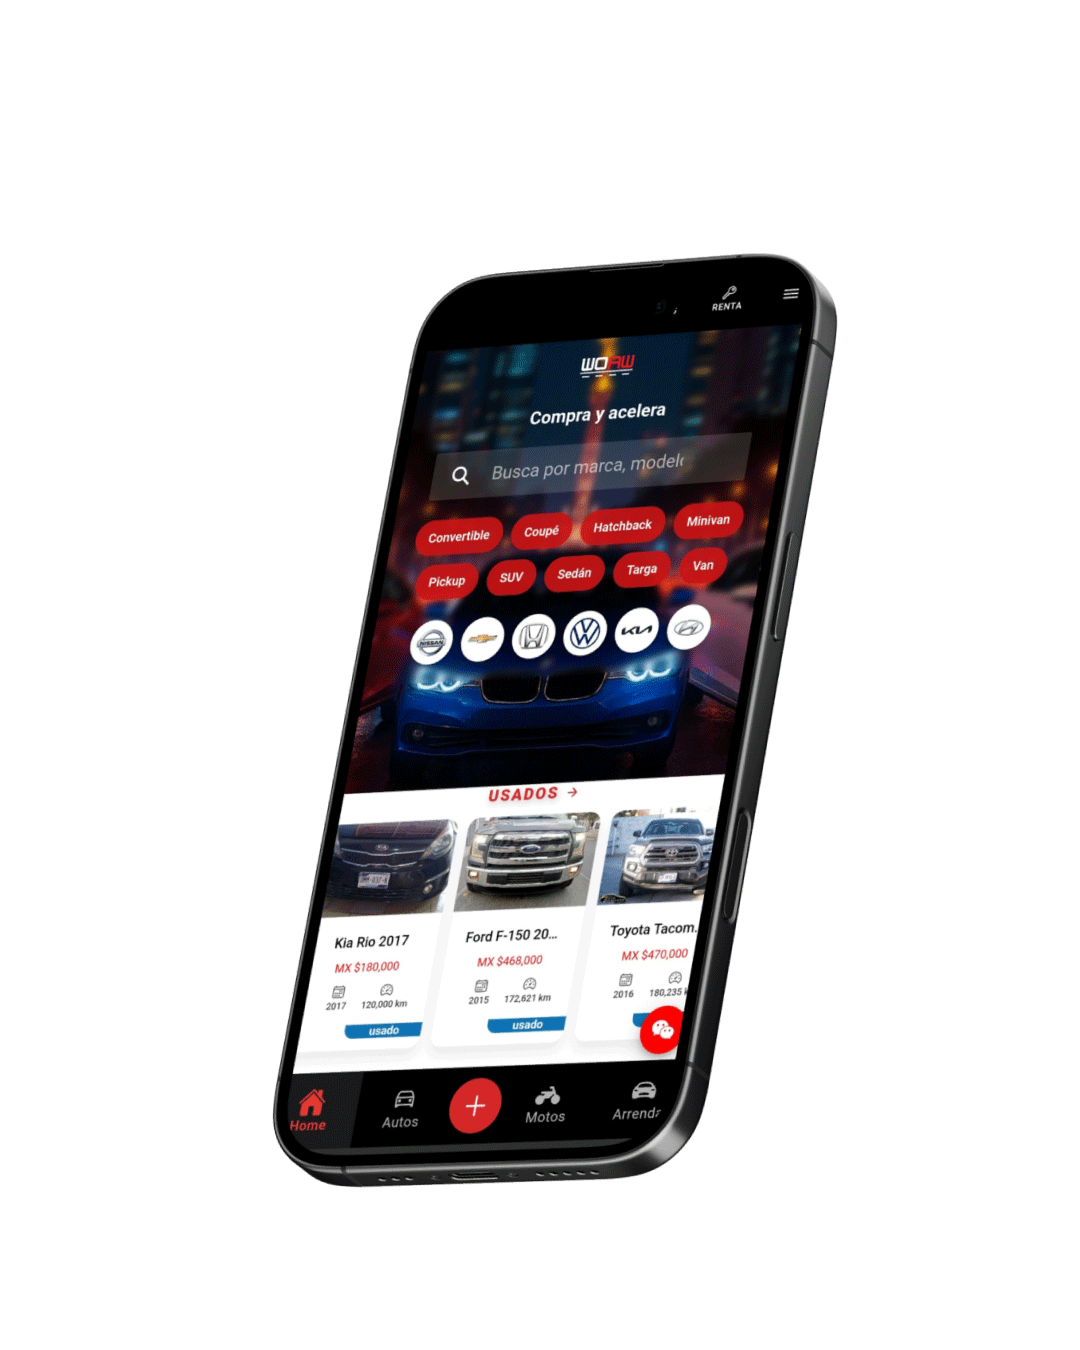 RENTA
WORW
Compra y acelera
Busca por marca, model
Convertible Coupé Hatchback Minivan
Pickup SUV Sedán Targa Van
NISSAN
USADOS →
Kia Rio 2017 Ford F-150 20... Toyota Tacom..
MX $180,000 MX $468,000 MX $470,000
2017 120,000 km 2015 172,621 km 2016 180,235
usado usado
Home Autos + Motos Arrenda